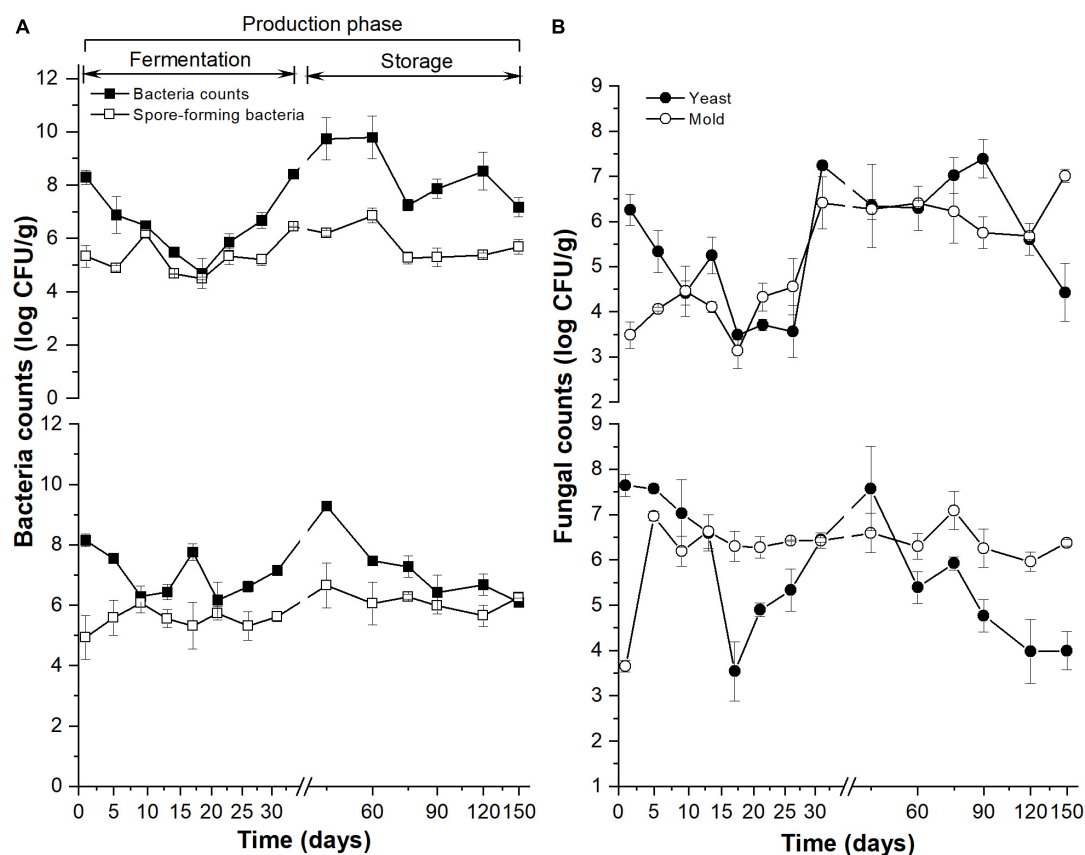 A
Production phase
Fermentation
Storage
Bacteria counts
Spore-forming bacteria
12
10
8
6
4
2
0
12
10
8
6
4
2
0
Bacteria counts (log CFU/g)
0 5 10 15 20 25 30 60 90 120 150
Time (days)
B
Yeast
Mold
9
8
7
6
5
4
3
2
9
8
7
6
5
4
3
2
1
Fungal counts (log CFU/g)
0 5 10 15 20 25 30 60 90 120 150
Time (days)